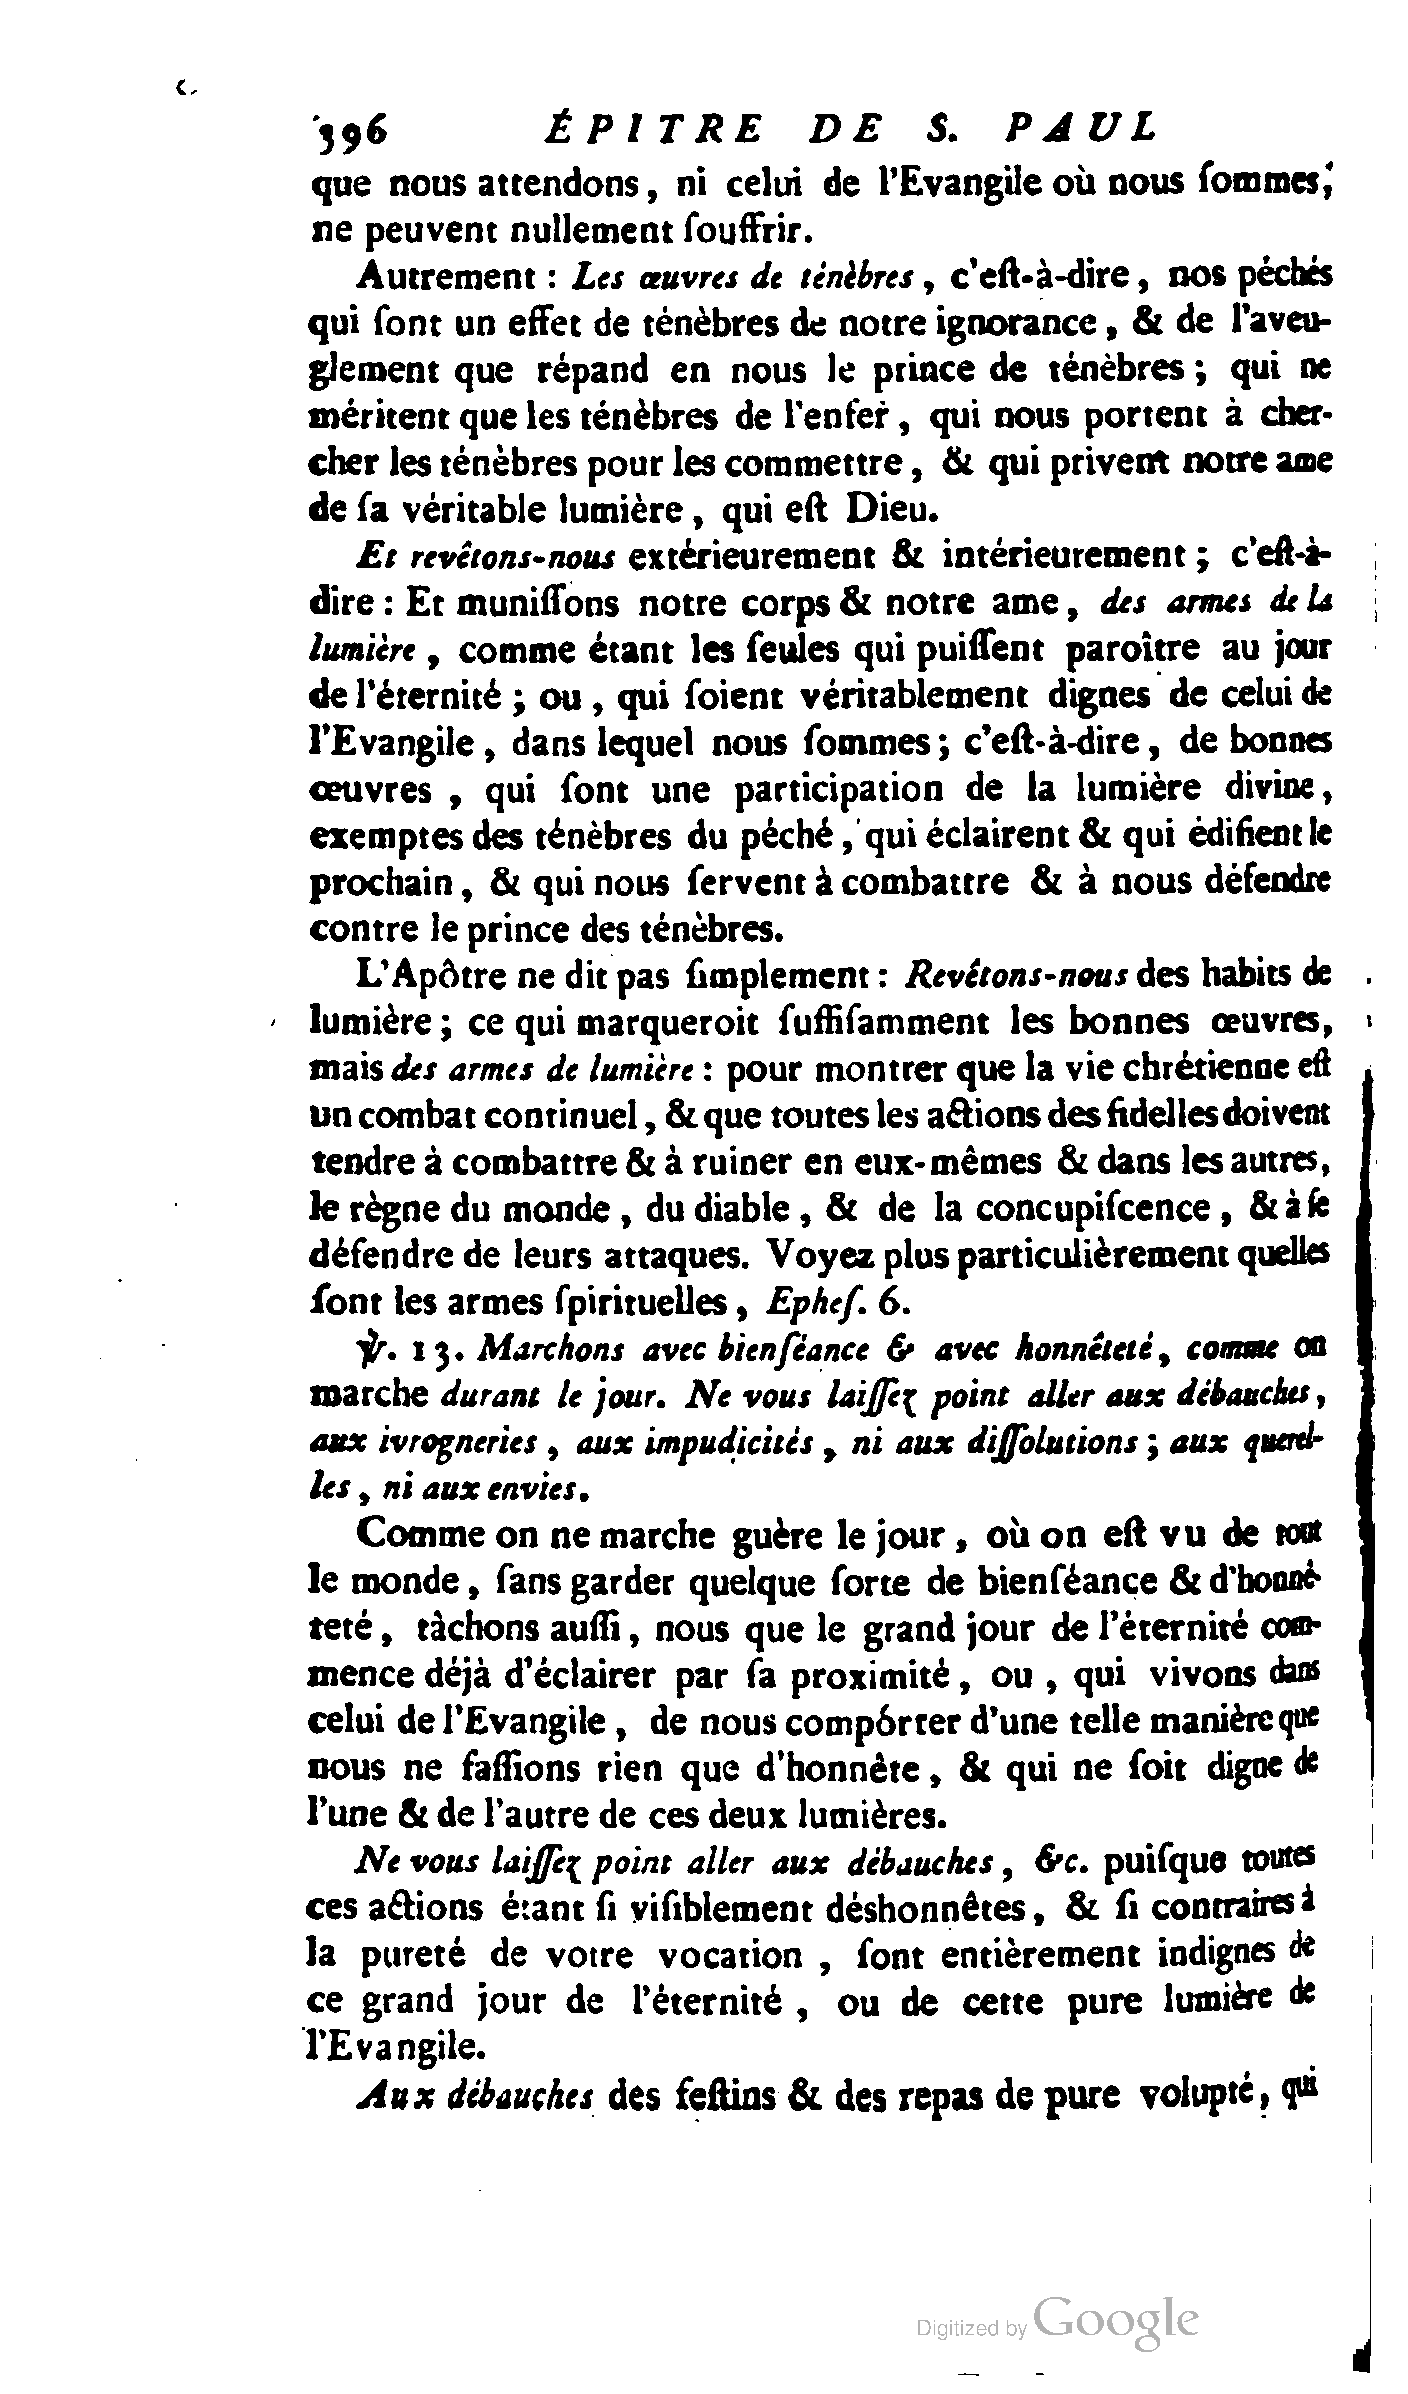 396 ÉPITRE DE S. PAUL
que nous attendons, ni celui de l'Evangile où nous ſommes;
ne peuvent nullement ſouffrir.
Autrement : Les œuvres de ténèbres, c'eſt-à-dire, nos péchés
qui ſont un effet de ténèbres de notre ignorance, & de l'aveu-
glement que répand en nous le prince de ténèbres ; qui ne
méritent que les ténèbres de l'enfer, qui nous portent à cher-
cher les ténèbres pour les commettre, & qui privent notre ame
de ſa véritable lumière, qui eſt Dieu.
Et revêtons-nous extérieurement & intérieurement ; c'eſt-à-
dire : Et muniſſons notre corps & notre ame, des armes de la
lumière, comme étant les ſeules qui puiſſent paroître au jour
de l'éternité ; ou, qui ſoient véritablement dignes de celui de
l'Evangile, dans lequel nous ſommes ; c'eſt-à-dire, de bonnes
œuvres, qui ſont une participation de la lumière divine,
exemptes des ténèbres du péché, qui éclairent & qui édifient le
prochain, & qui nous ſervent à combattre & à nous défendre
contre le prince des ténèbres.
L'Apôtre ne dit pas ſimplement : Revêtons-nous des habits de
lumière ; ce qui marqueroit ſuffiſamment les bonnes œuvres,
mais des armes de lumière : pour montrer que la vie chrétienne eſt
un combat continuel, & que toutes les actions des fidelles doivent
tendre à combattre & à ruiner en eux-mêmes & dans les autres,
le règne du monde, du diable, & de la concupiſcence, & à ſe
défendre de leurs attaques. Voyez plus particulièrement quelles
ſont les armes ſpirituelles, Epheſ. 6.
℣. 13. Marchons avec bienſéance & avec honnêteté, comme on
marche durant le jour. Ne vous laiſſez point aller aux débauches,
aux ivrogneries, aux impudicités, ni aux diſſolutions ; aux querel-
les, ni aux envies.
Comme on ne marche guère le jour, où on eſt vu de tout
le monde, ſans garder quelque ſorte de bienſéance & d'honnê-
teté, tâchons auſſi, nous que le grand jour de l'éternité com-
mence déjà d'éclairer par ſa proximité, ou, qui vivons dans
celui de l'Evangile, de nous comporter d'une telle manière que
nous ne faſſions rien que d'honnête, & qui ne ſoit digne de
l'une & de l'autre de ces deux lumières.
Ne vous laiſſez point aller aux débauches, &c. puiſque toutes
ces actions étant ſi viſiblement déshonnêtes, & ſi contraires à
la pureté de votre vocation, ſont entièrement indignes de
ce grand jour de l'éternité, ou de cette pure lumière de
l'Evangile.
Aux débauches des feſtins & des repas de pure volupté, qui
Digitized by Google